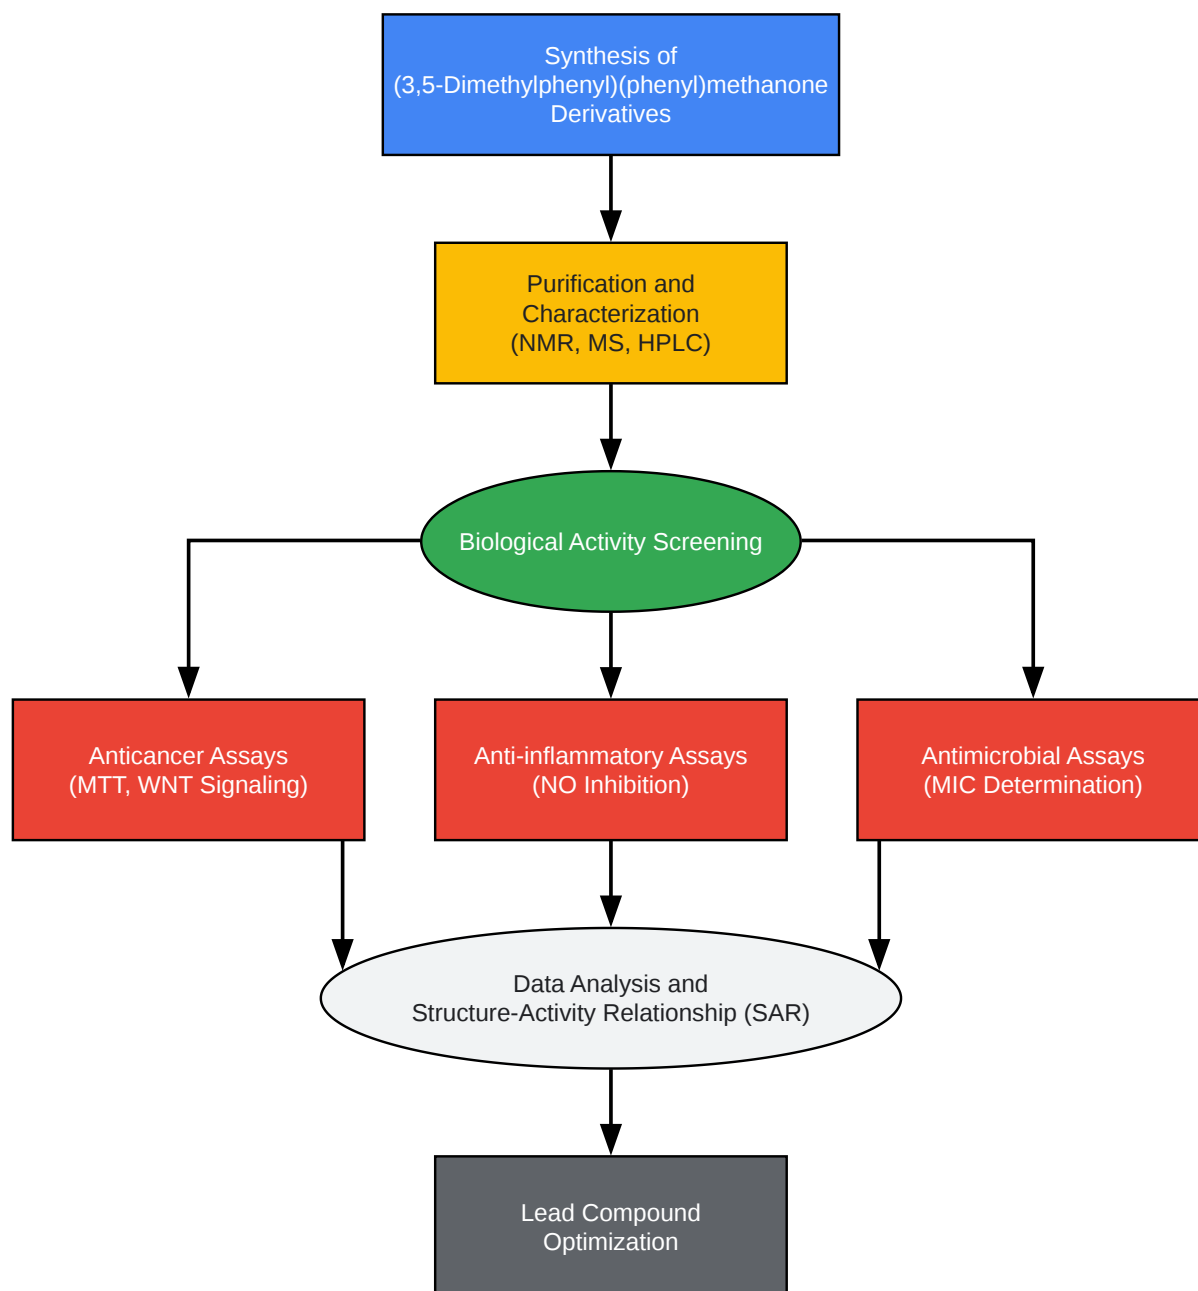 Synthesis of
(3,5-Dimethylphenyl)(phenyl)methanone
Derivatives
Purification and
Characterization
(NMR, MS, HPLC)
Biological Activity Screening
Anticancer Assays
(MTT, WNT Signaling)
Anti-inflammatory Assays
(NO Inhibition)
Antimicrobial Assays
(MIC Determination)
Data Analysis and
Structure-Activity Relationship (SAR)
Lead Compound
Optimization